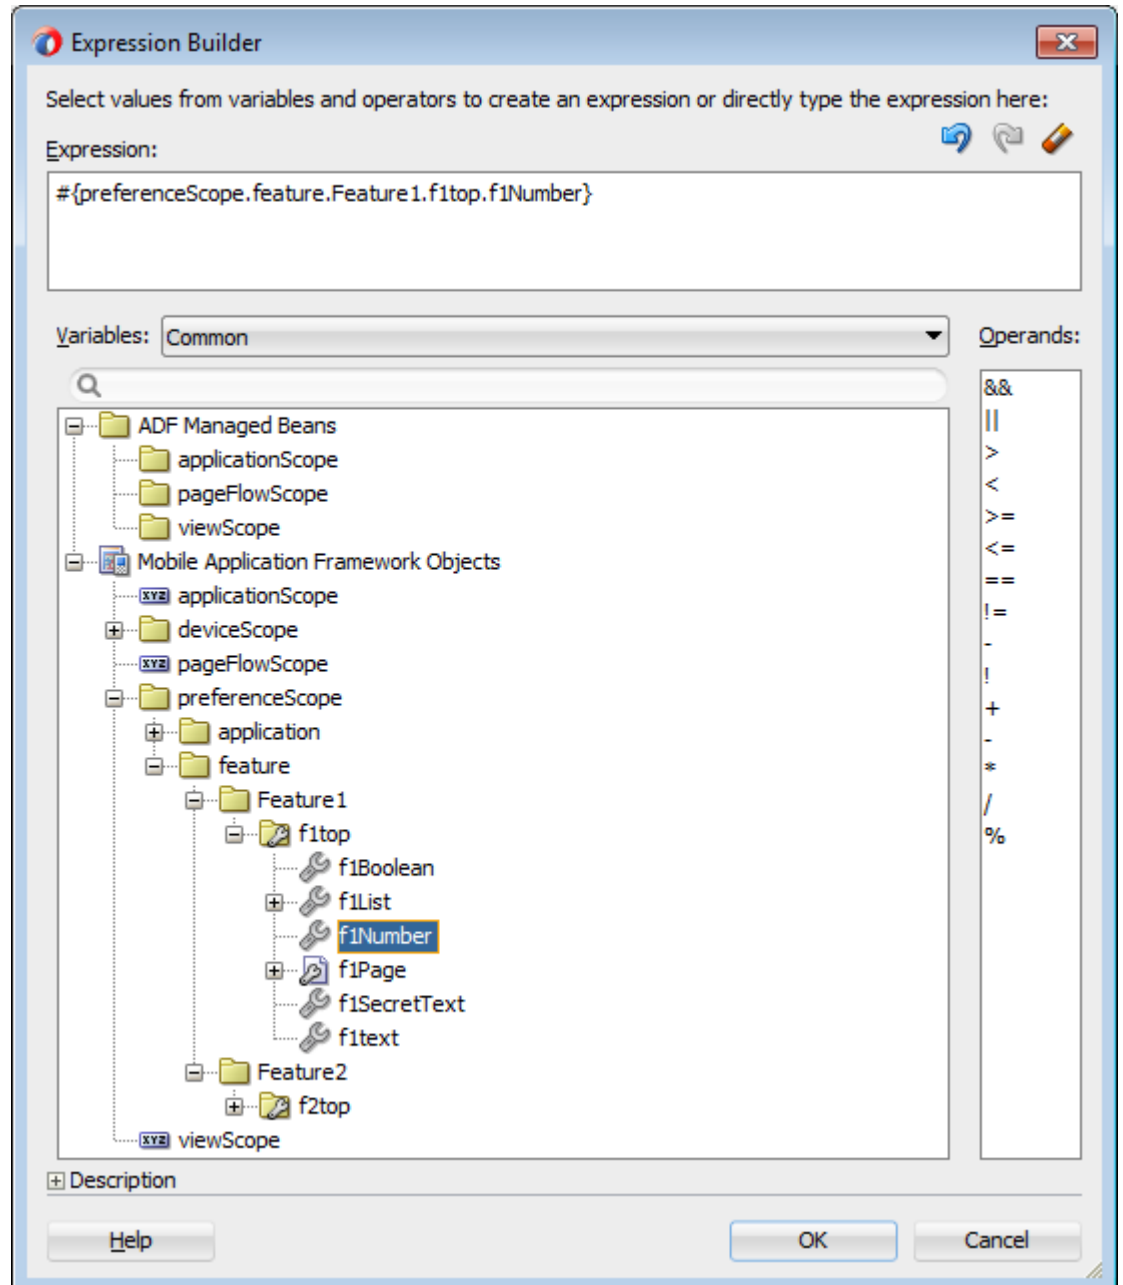 Expression Builder
Select values from variables and operators to create an expression or directly type the expression here:
Expression:
#{preferenceScope.feature.Feature1.f1top.f1Number}
Variables: Common
Operands:
ADF Managed Beans
applicationScope
pageFlowScope
viewScope
Mobile Application Framework Objects
XYZ applicationScope
deviceScope
XYZ pageFlowScope
preferenceScope
application
feature
Feature1
f1top
f1Boolean
f1List
f1Number
f1Page
f1SecretText
f1text
Feature2
f2top
XYZ viewScope
&&
||
>
<
>=
<=
==
!=
-
!
+
-
*
/
%
Description
Help
OK
Cancel